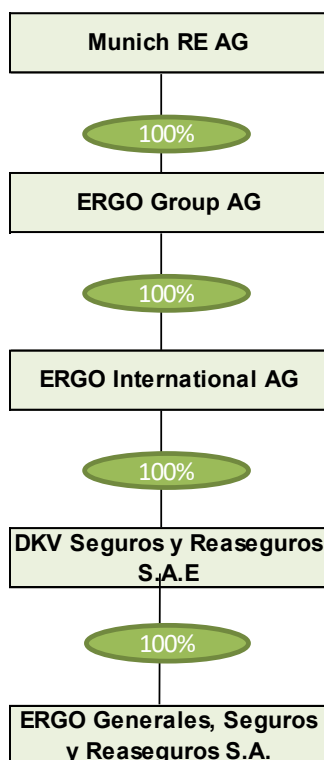 Munich RE AG
100%
ERGO Group AG
100%
ERGO International AG
100%
DKV Seguros y Reaseguros
S.A.E
100%
ERGO Generales, Seguros
y Reaseguros S.A.